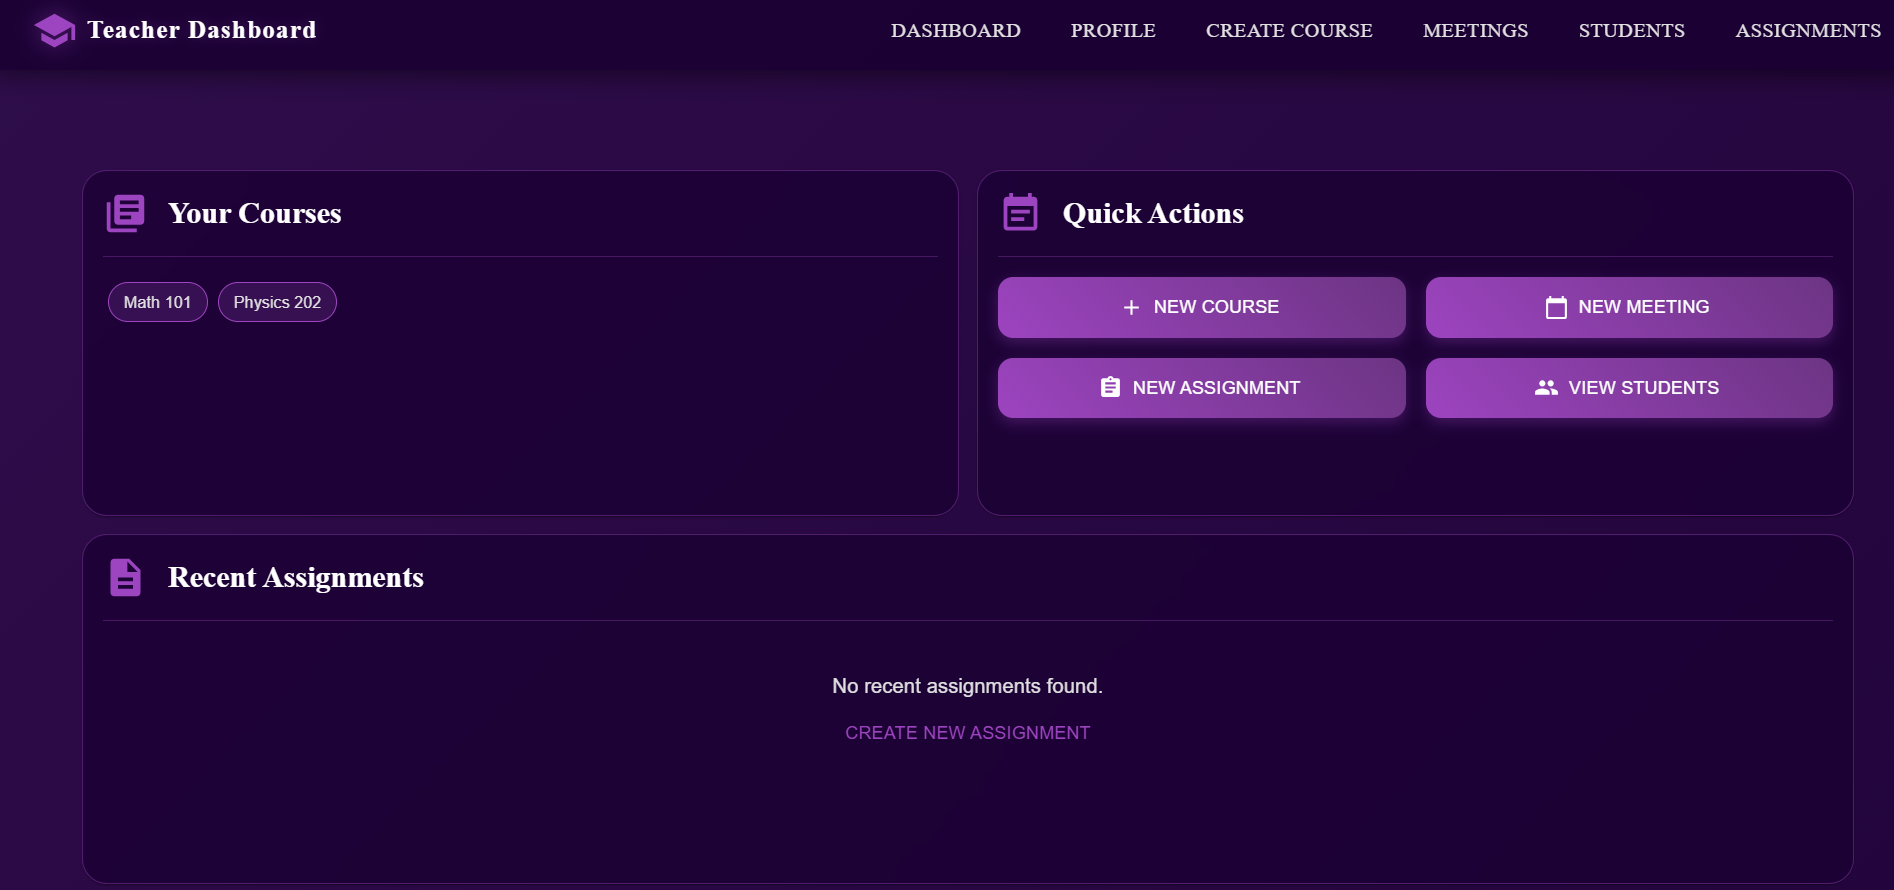 Teacher Dashboard
DASHBOARD PROFILE CREATE COURSE MEETINGS STUDENTS ASSIGNMENTS
Your Courses
Math 101 Physics 202
Quick Actions
NEW COURSE NEW MEETING
NEW ASSIGNMENT VIEW STUDENTS
Recent Assignments
No recent assignments found.
CREATE NEW ASSIGNMENT